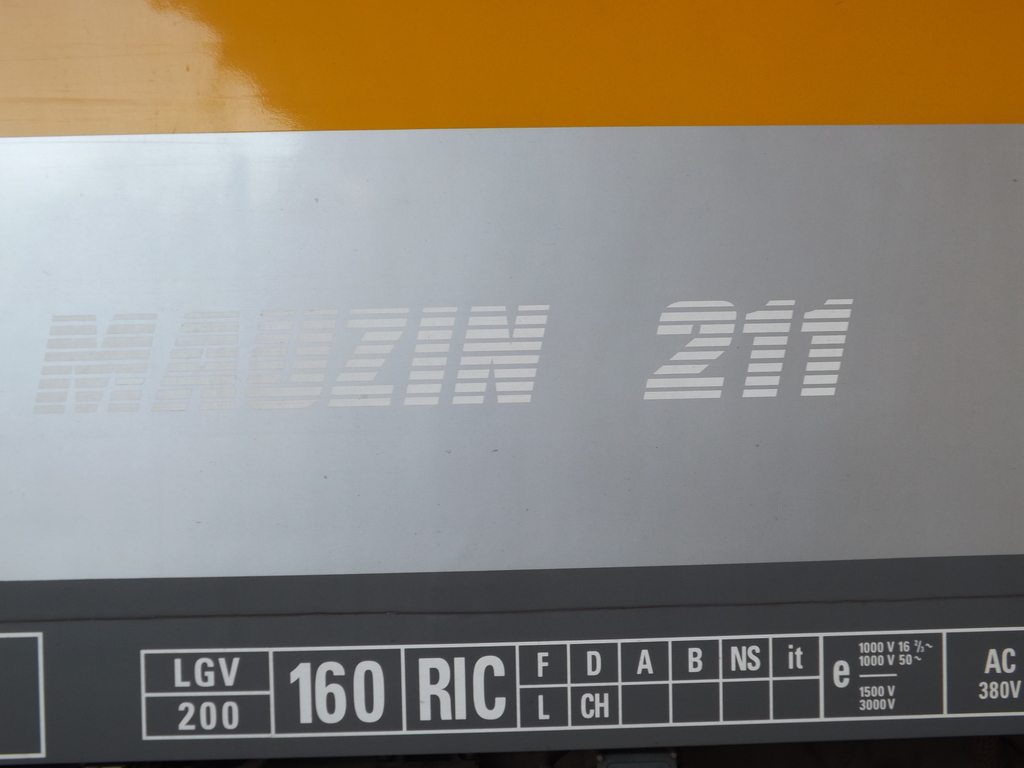 MAUZIN 211
LGV 160 RIC F D A B NS it e 1000 V 16 ⅔~ AC
1000 V 50~
200 L CH 1500 V 380V
3000 V